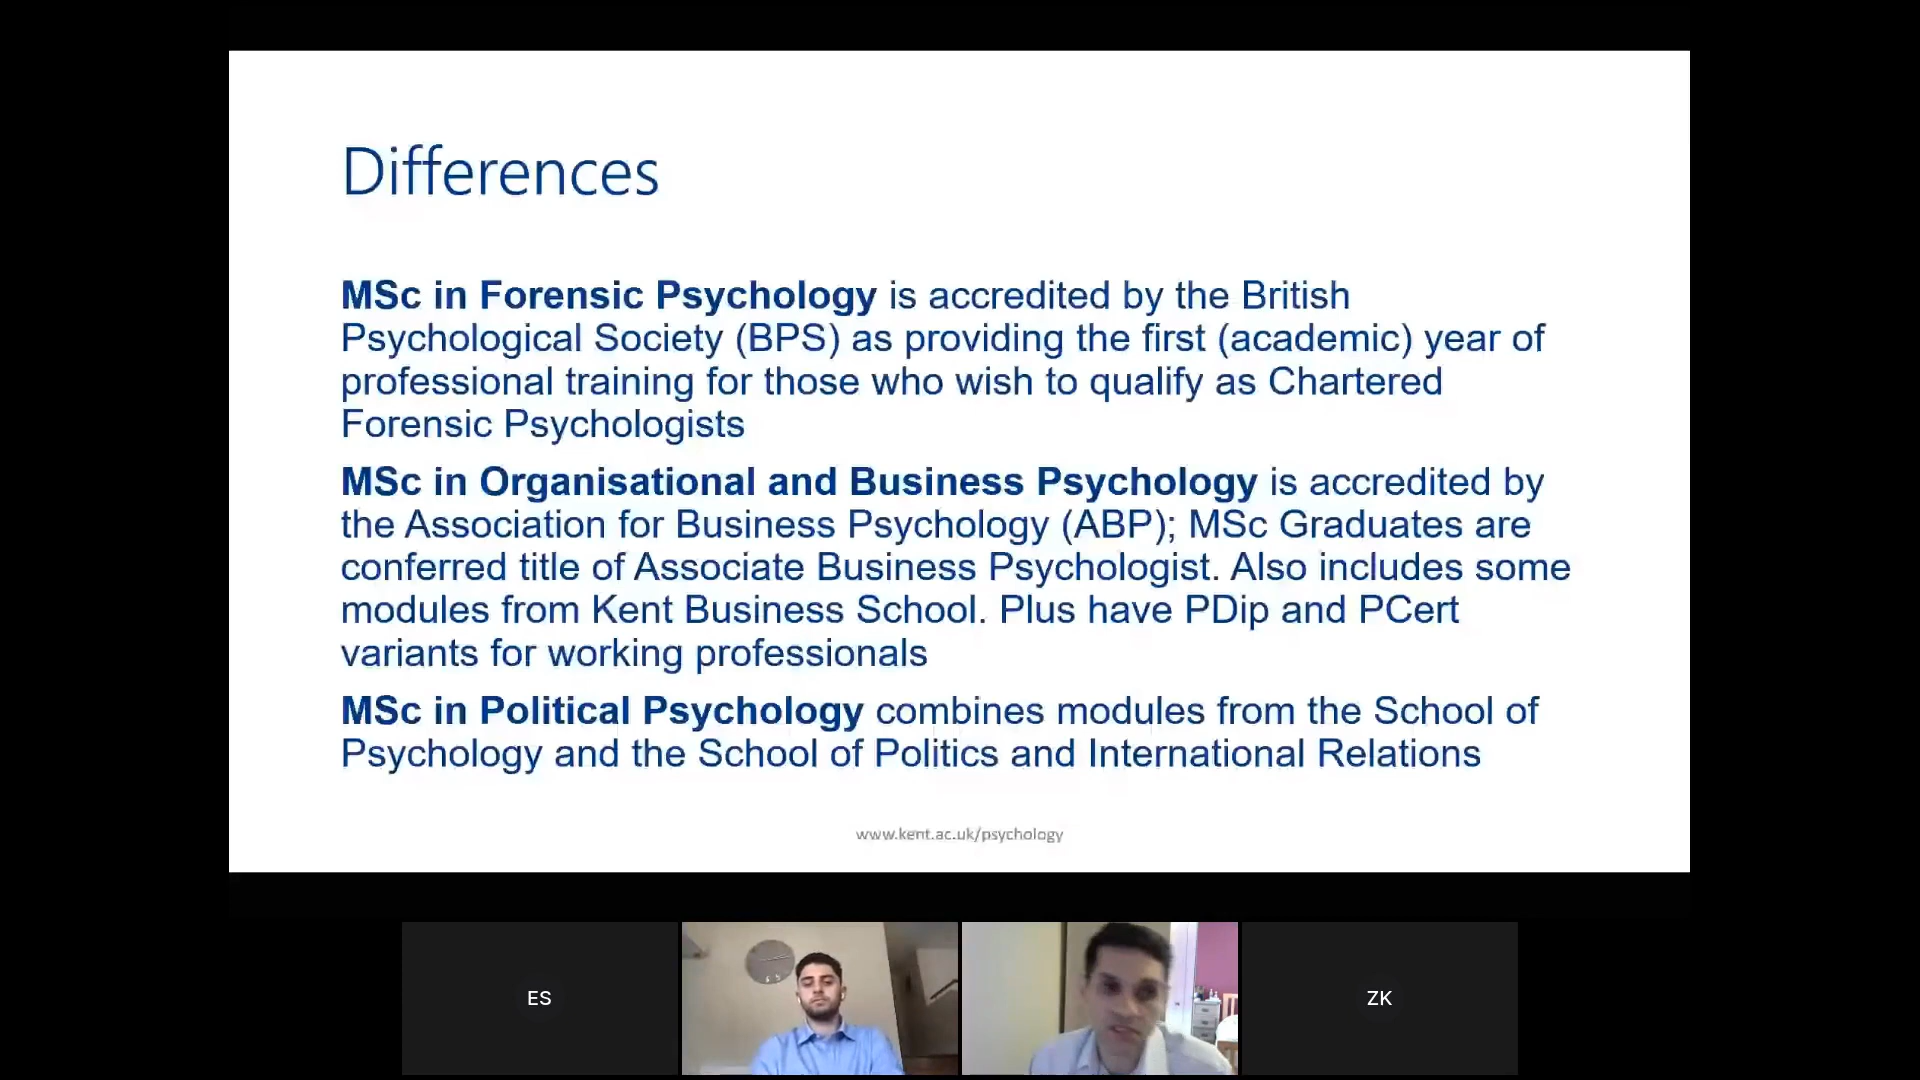 Differences
MSc in Forensic Psychology is accredited by the British
Psychological Society (BPS) as providing the first (academic) year of
professional training for those who wish to qualify as Chartered
Forensic Psychologists
MSc in Organisational and Business Psychology is accredited by
the Association for Business Psychology (ABP); MSc Graduates are
conferred title of Associate Business Psychologist. Also includes some
modules from Kent Business School. Plus have PDip and PCert
variants for working professionals
MSc in Political Psychology combines modules from the School of
Psychology and the School of Politics and International Relations
www.kent.ac.uk/psychology
ES
ZK